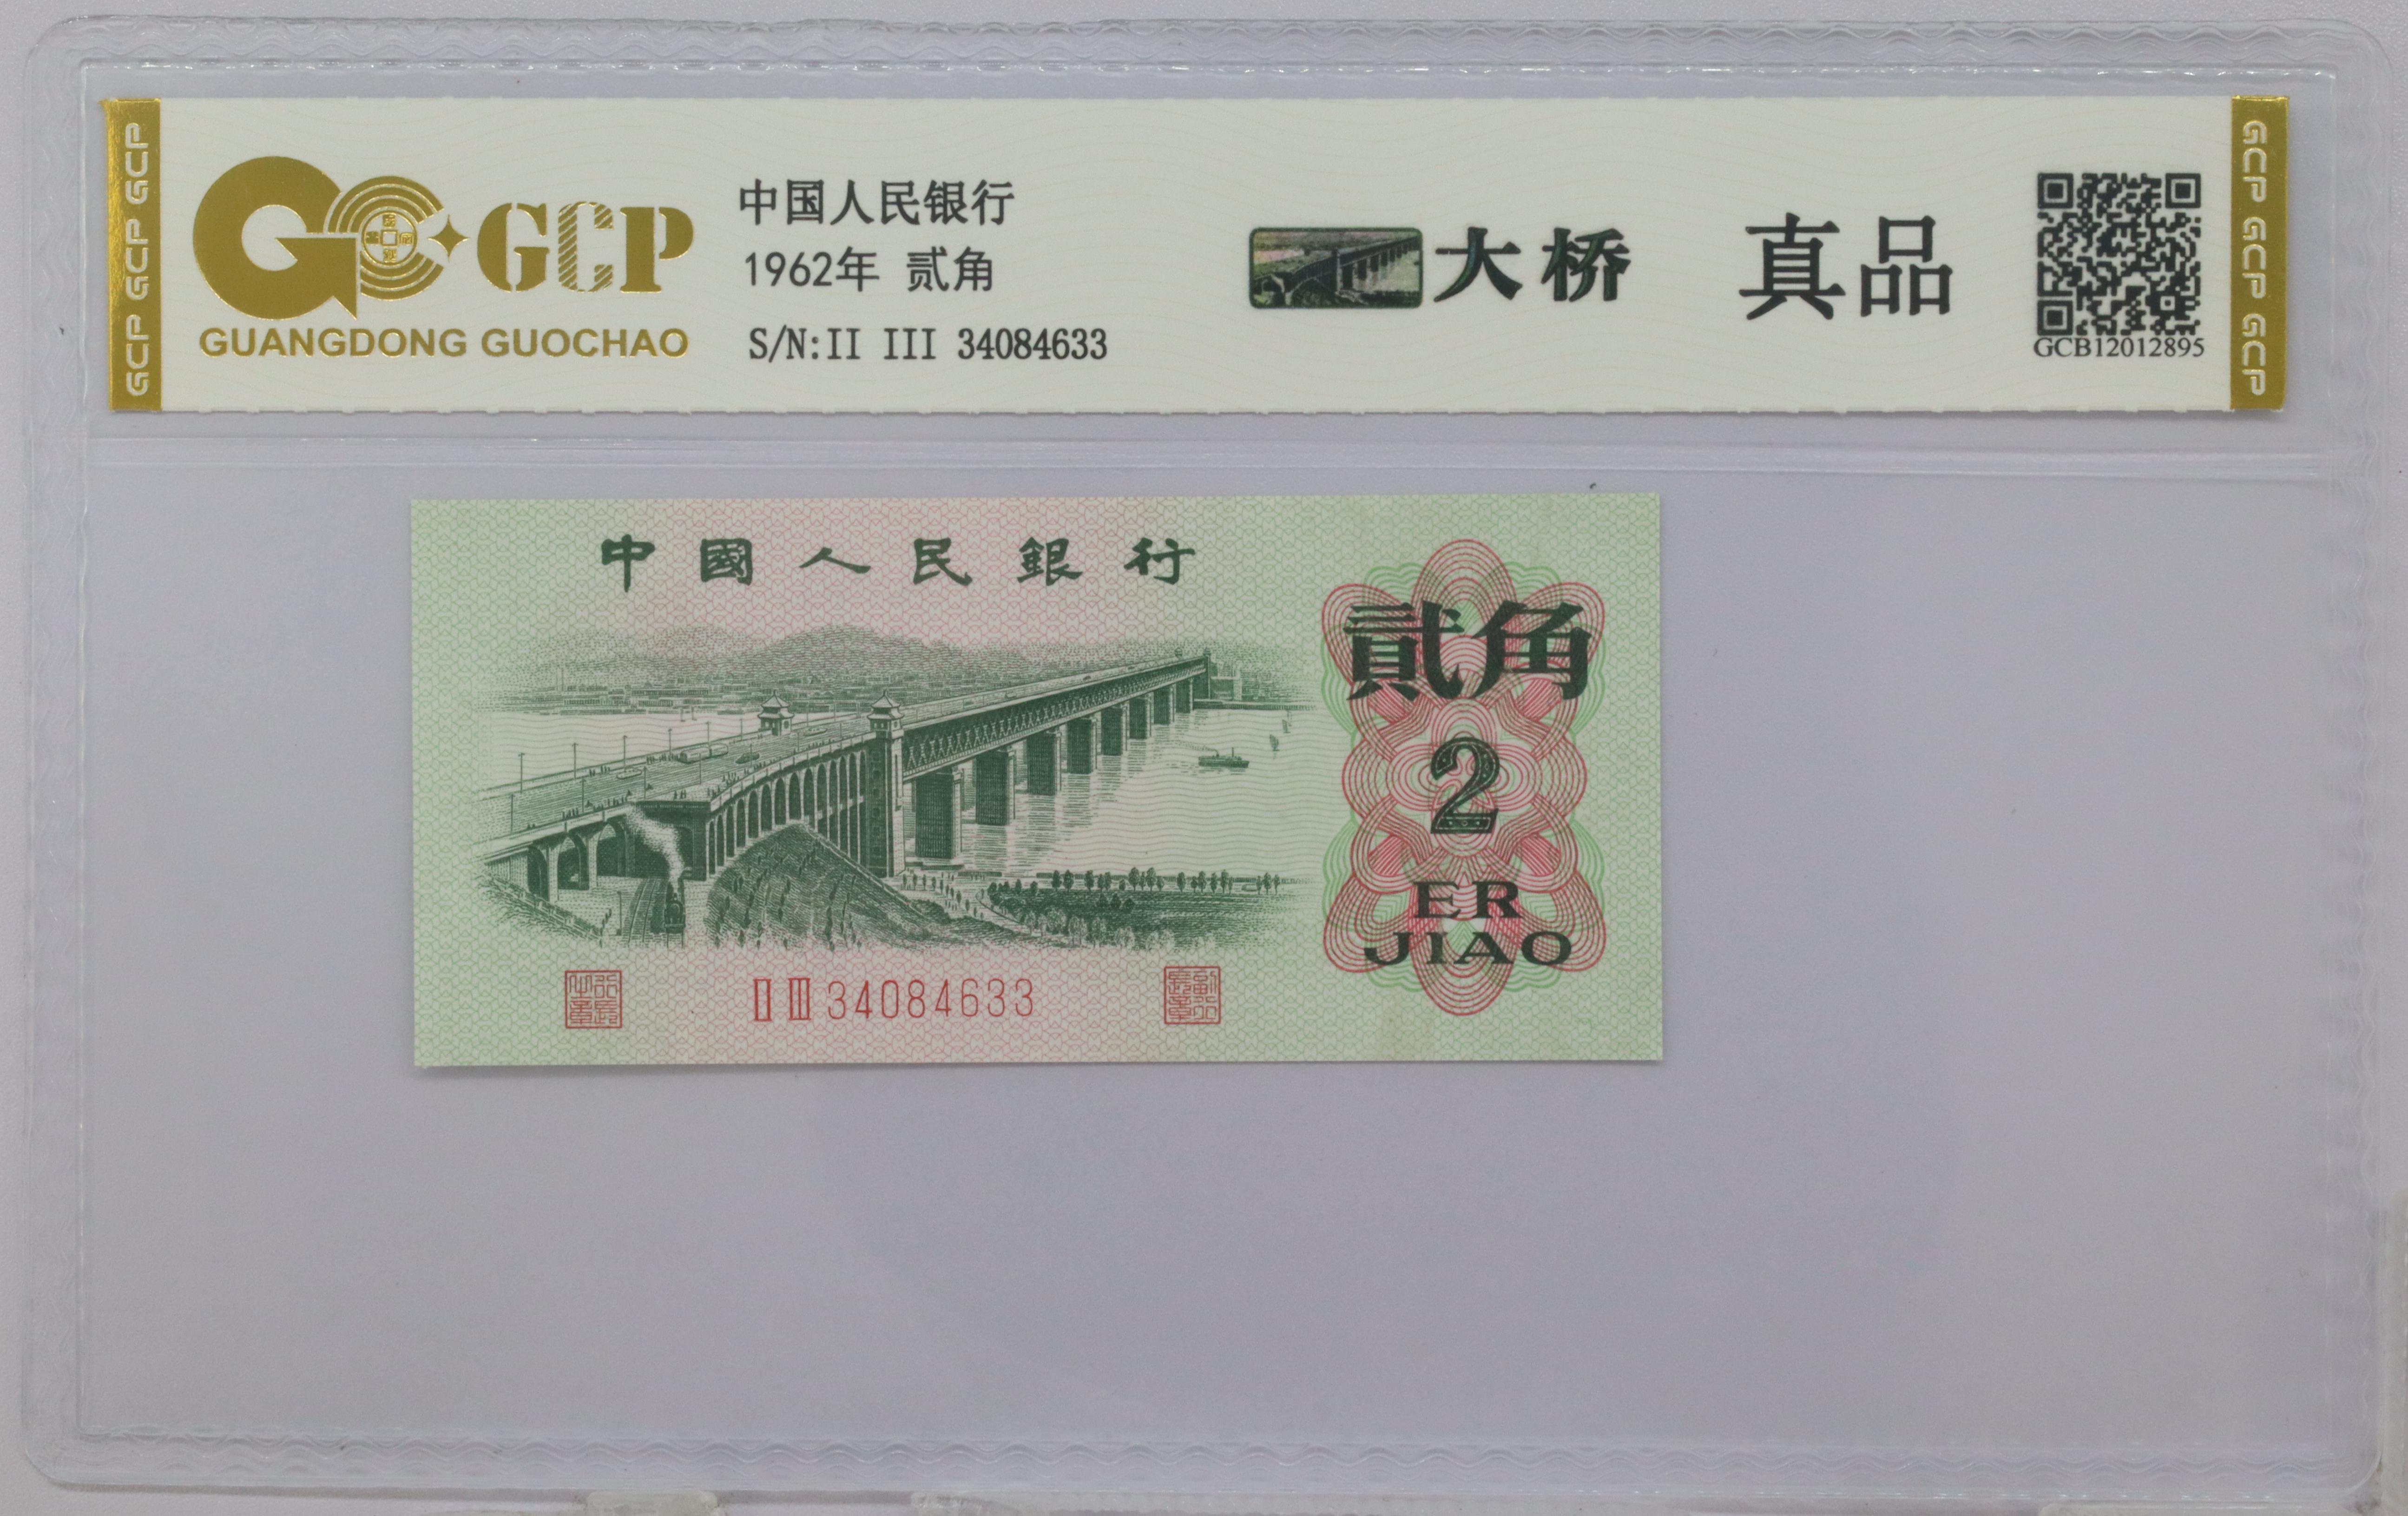 GCP GCP GCP
GCP
GUANGDONG GUOCHAO
中国人民银行
1962年 贰角
S/N:II III 34084633
大桥
真品
GCB12012895
GCP GCP GCP
中國人民銀行
貳角
2
ER
JIAO
II III 34084633